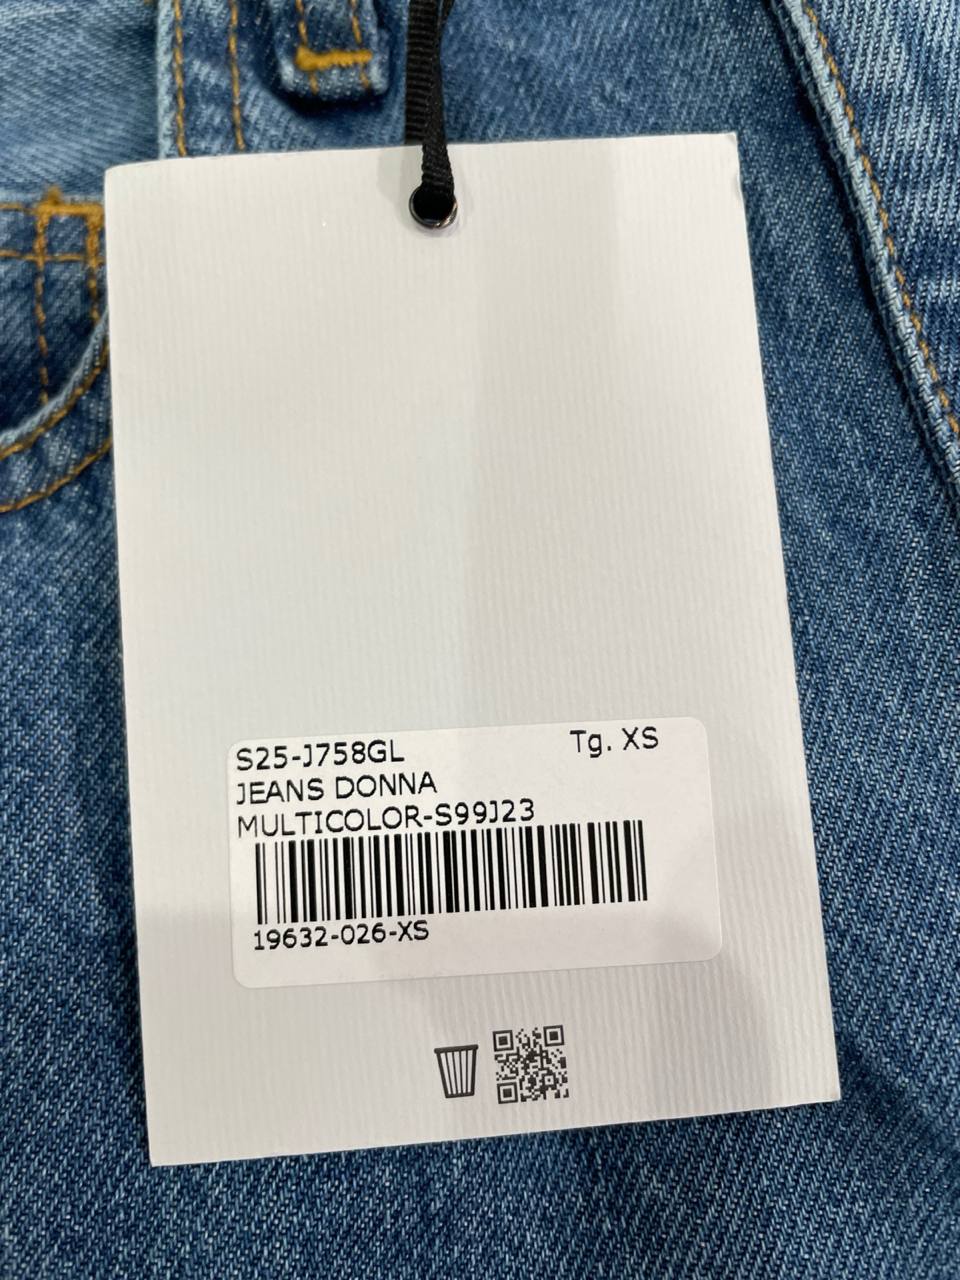 S25-J758GL Tg. XS
JEANS DONNA
MULTICOLOR-S99J23
19632-026-XS